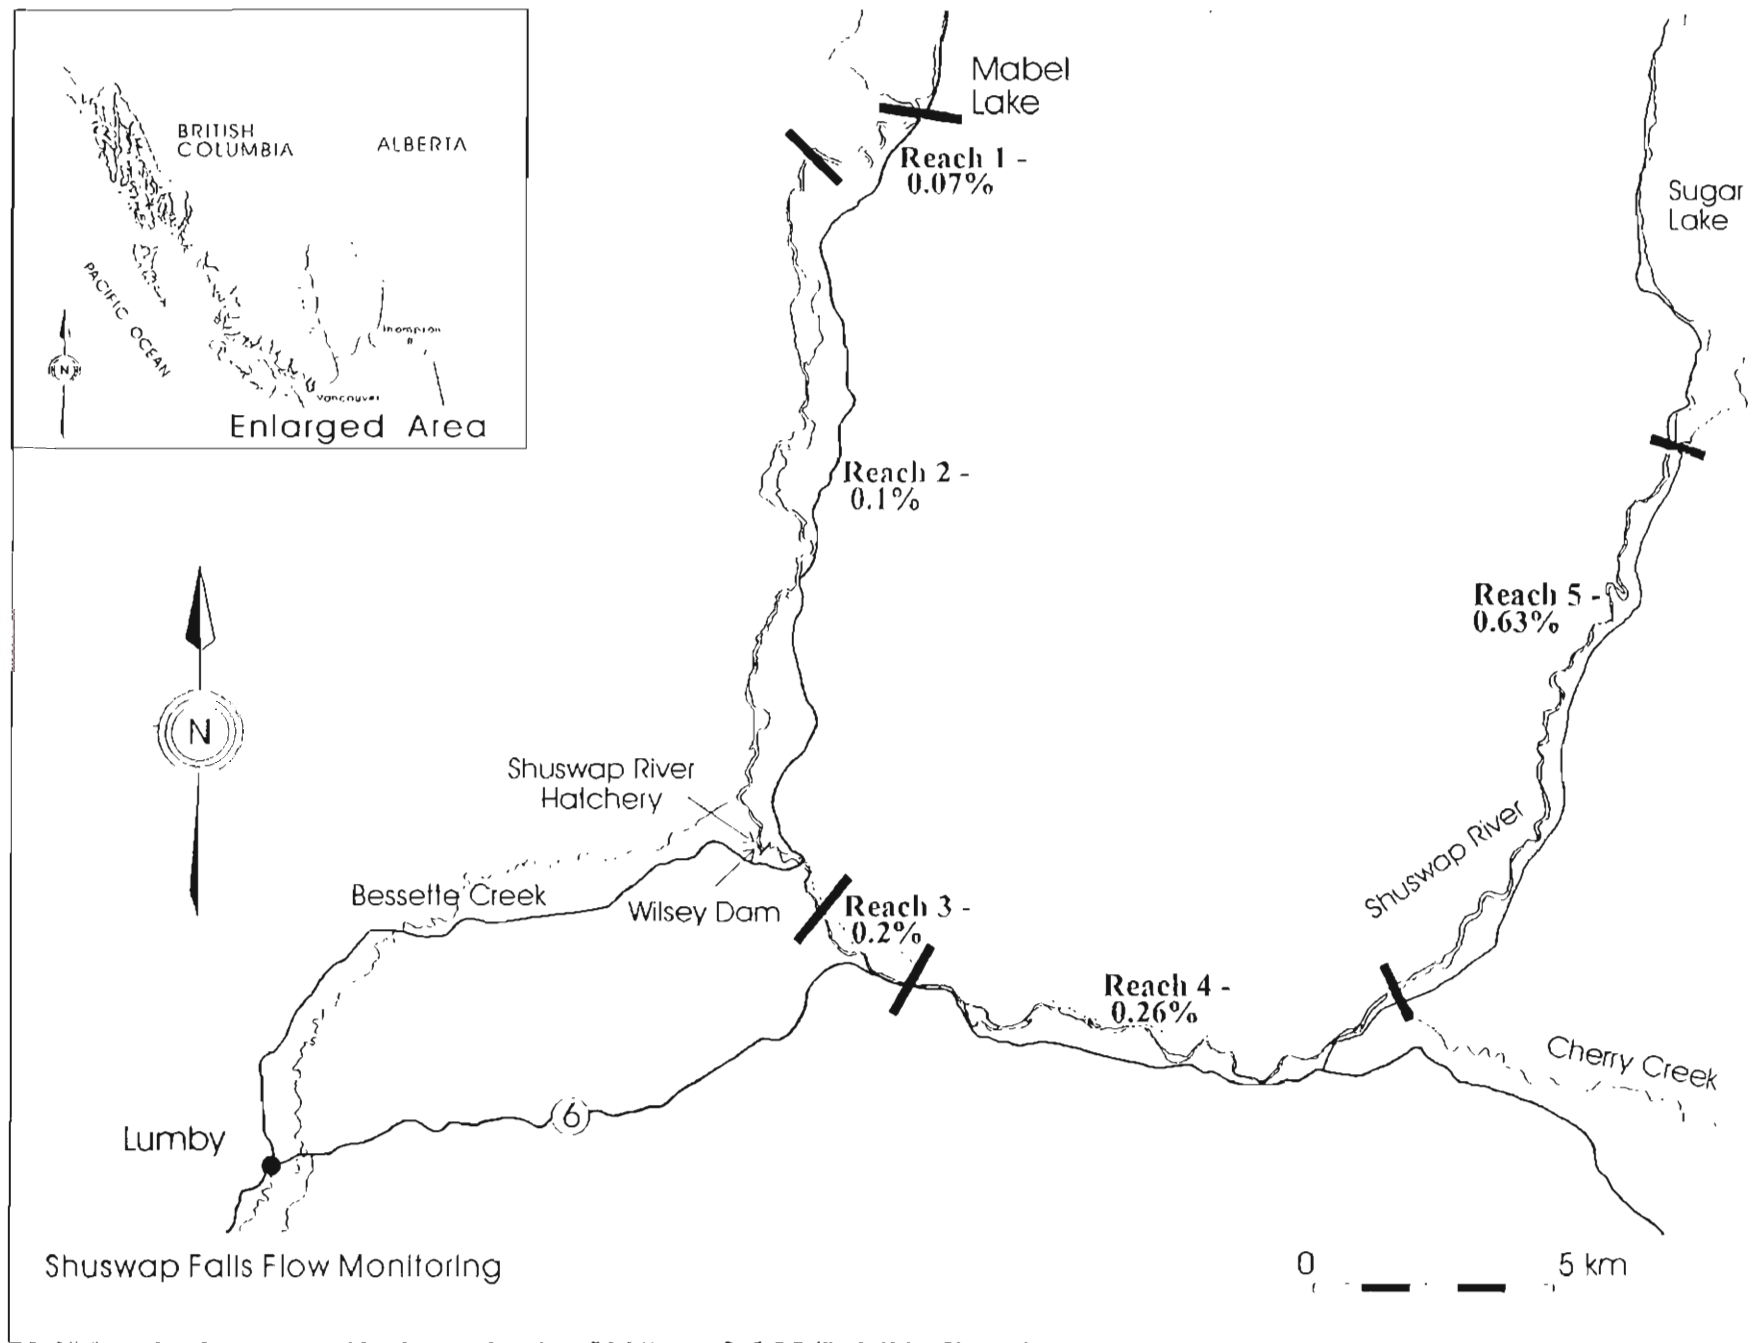 BRITISH
COLUMBIA
ALBERTA
PACIFIC OCEAN
Thompson
R
N
Vancouver
Enlarged Area
Mabel
Lake
Reach 1 -
0.07%
Sugar
Lake
Reach 2 -
0.1%
Reach 5 -
0.63%
N
Shuswap River
Hatchery
Shuswap River
Bessette Creek
Wilsey Dam
Reach 3 -
0.2%
Reach 4 -
0.26%
Cherry Creek
6
Lumby
Shuswap Falls Flow Monitoring
0 5 km